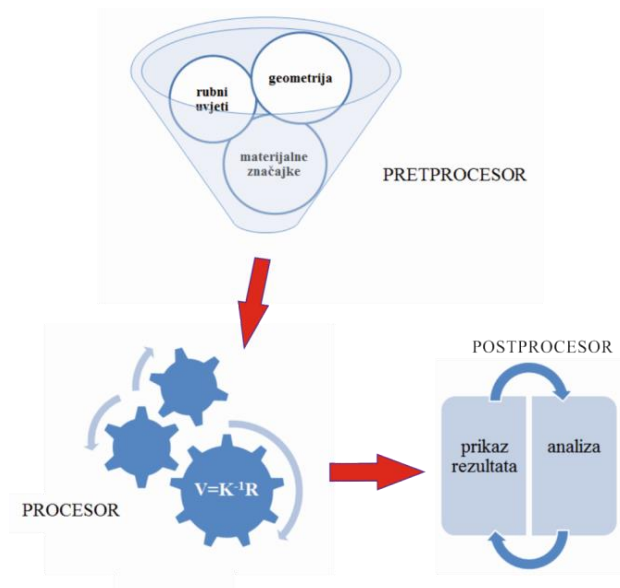 geometrija
rubni
uvjeti
materijalne
značajke
PRETPROCESOR
POSTPROCESOR
prikaz
rezultata
analiza
V=K⁻¹R
PROCESOR